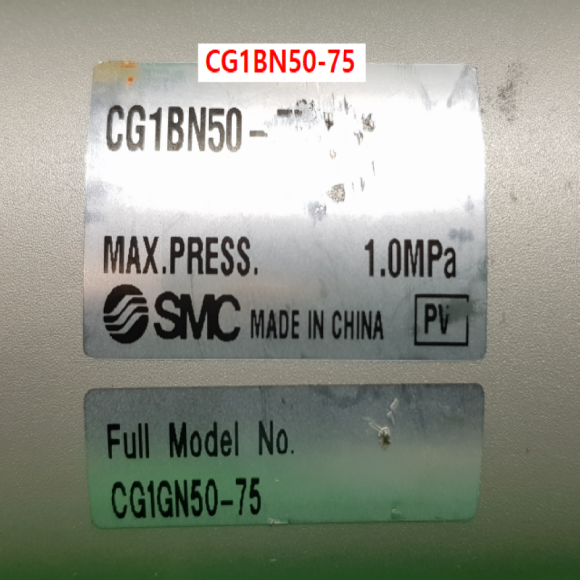 CG1BN50-75
CG1BN50-
MAX.PRESS. 1.0MPa
SMC MADE IN CHINA PV
Full Model No.
CG1GN50-75